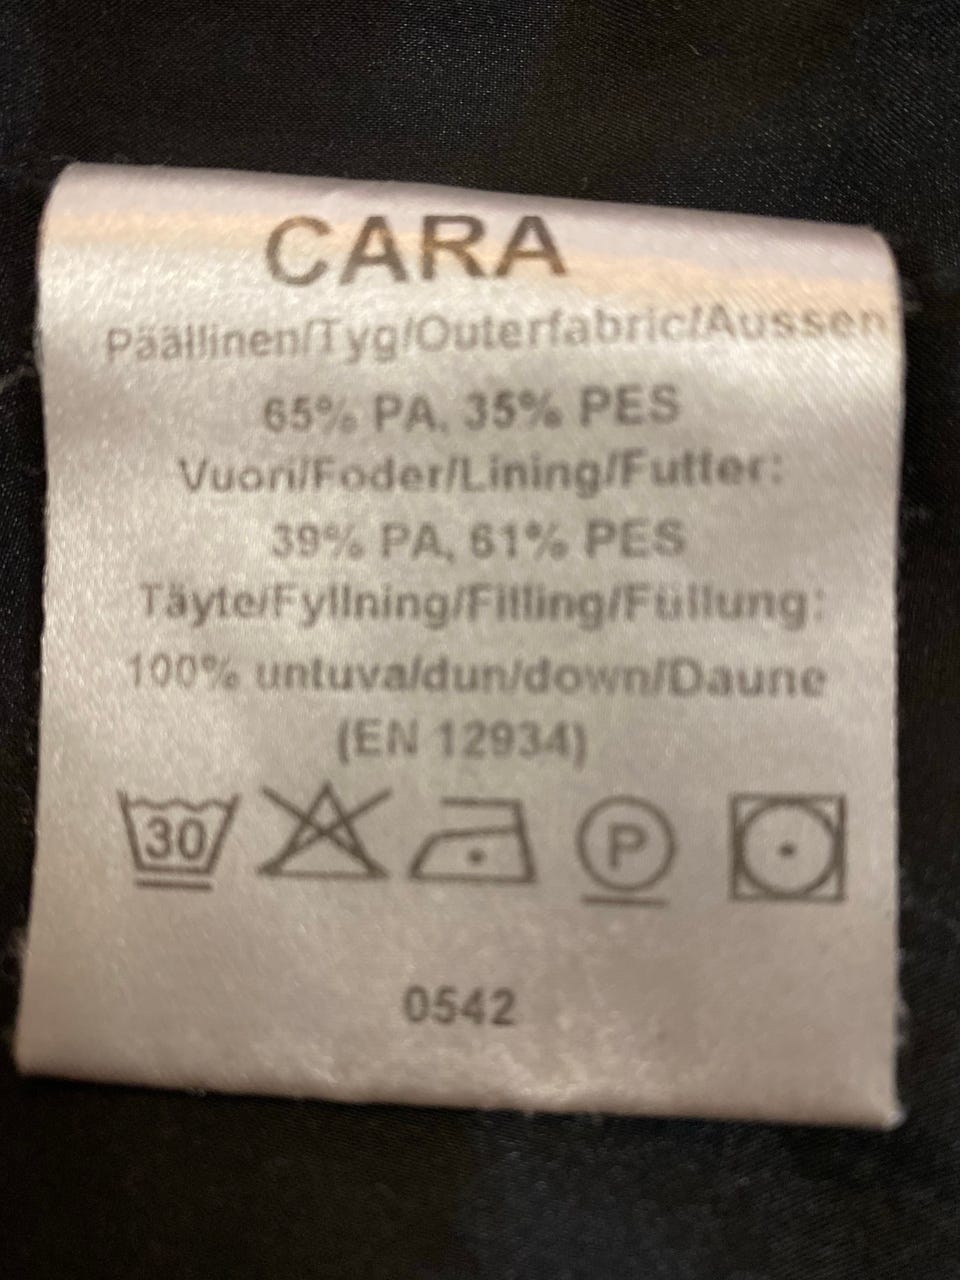 CARA
Päällinen/Tyg/Outerfabric/Aussen
65% PA, 35% PES
Vuori/Foder/Lining/Futter:
39% PA, 61% PES
Täyte/Fyllning/Filling/Füllung:
100% untuva/dun/down/Daune
(EN 12934)
30 P
0542